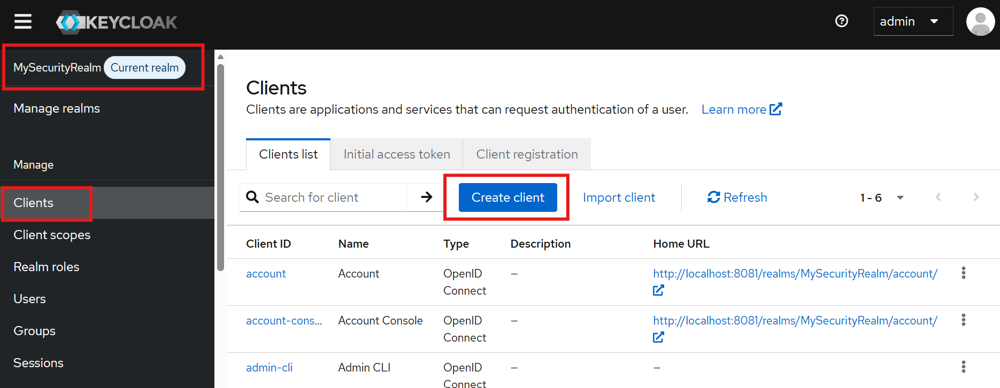 KEYCLOAK
admin
MySecurityRealm Current realm
Manage realms
Manage
Clients
Client scopes
Realm roles
Users
Groups
Sessions
Clients
Clients are applications and services that can request authentication of a user. Learn more
Clients list Initial access token Client registration
Search for client Create client Import client Refresh 1 - 6
Client ID Name Type Description Home URL
account Account OpenID Connect – http://localhost:8081/realms/MySecurityRealm/account/
account-cons... Account Console OpenID Connect – http://localhost:8081/realms/MySecurityRealm/account/
admin-cli Admin CLI OpenID Connect – –